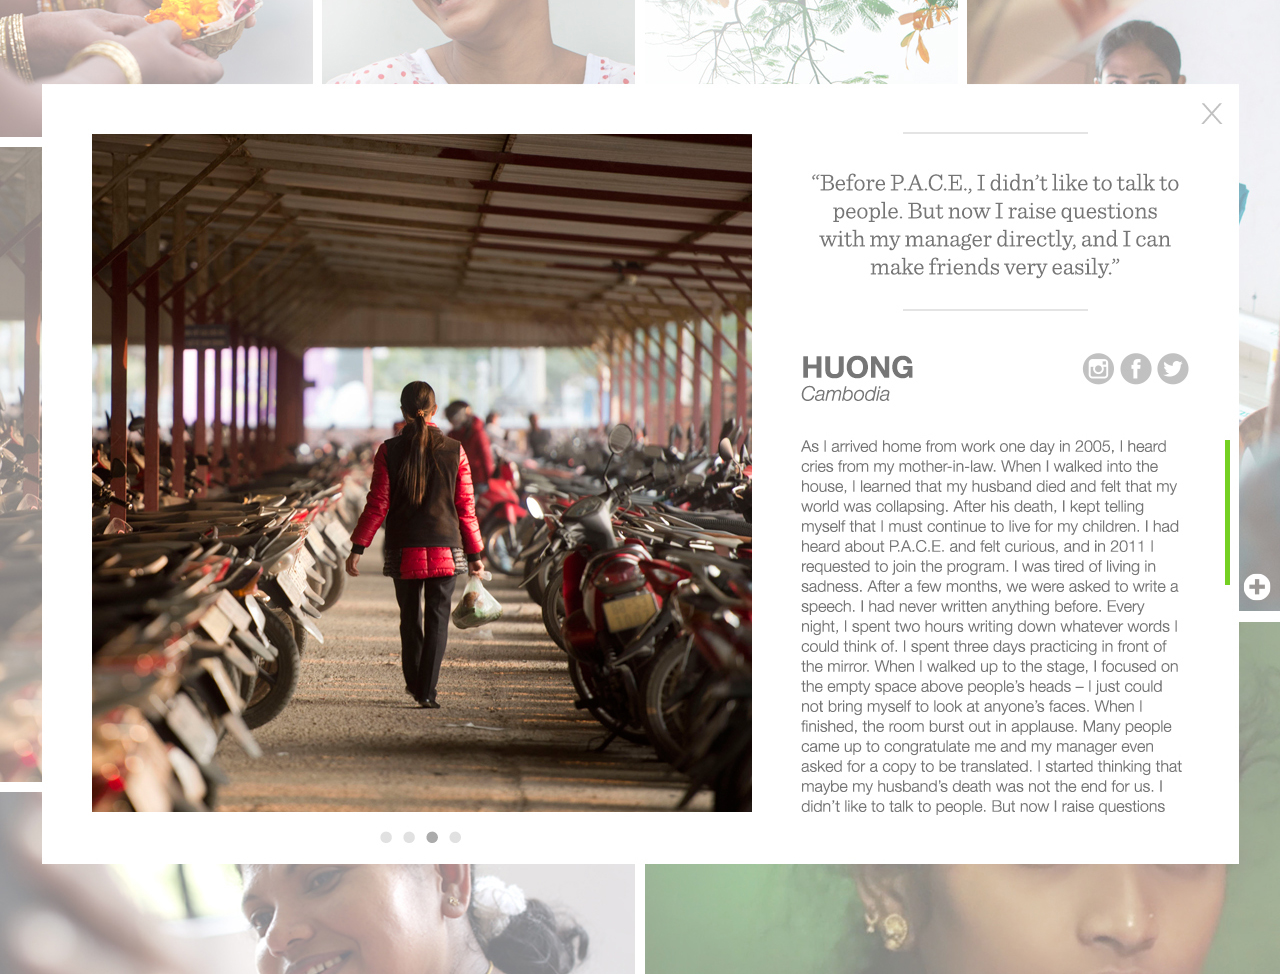 “Before P.A.C.E., I didn’t like to talk to
people. But now I raise questions
with my manager directly, and I can
make friends very easily.”
HUONG
Cambodia
As I arrived home from work one day in 2005, I heard
cries from my mother-in-law. When I walked into the
house, I learned that my husband died and felt that my
world was collapsing. After his death, I kept telling
myself that I must continue to live for my children. I had
heard about P.A.C.E. and felt curious, and in 2011 I
requested to join the program. I was tired of living in
sadness. After a few months, we were asked to write a
speech. I had never written anything before. Every
night, I spent two hours writing down whatever words I
could think of. I spent three days practicing in front of
the mirror. When I walked up to the stage, I focused on
the empty space above people’s heads – I just could
not bring myself to look at anyone’s faces. When I
finished, the room burst out in applause. Many people
came up to congratulate me and my manager even
asked for a copy to be translated. I started thinking that
maybe my husband’s death was not the end for us. I
didn’t like to talk to people. But now I raise questions